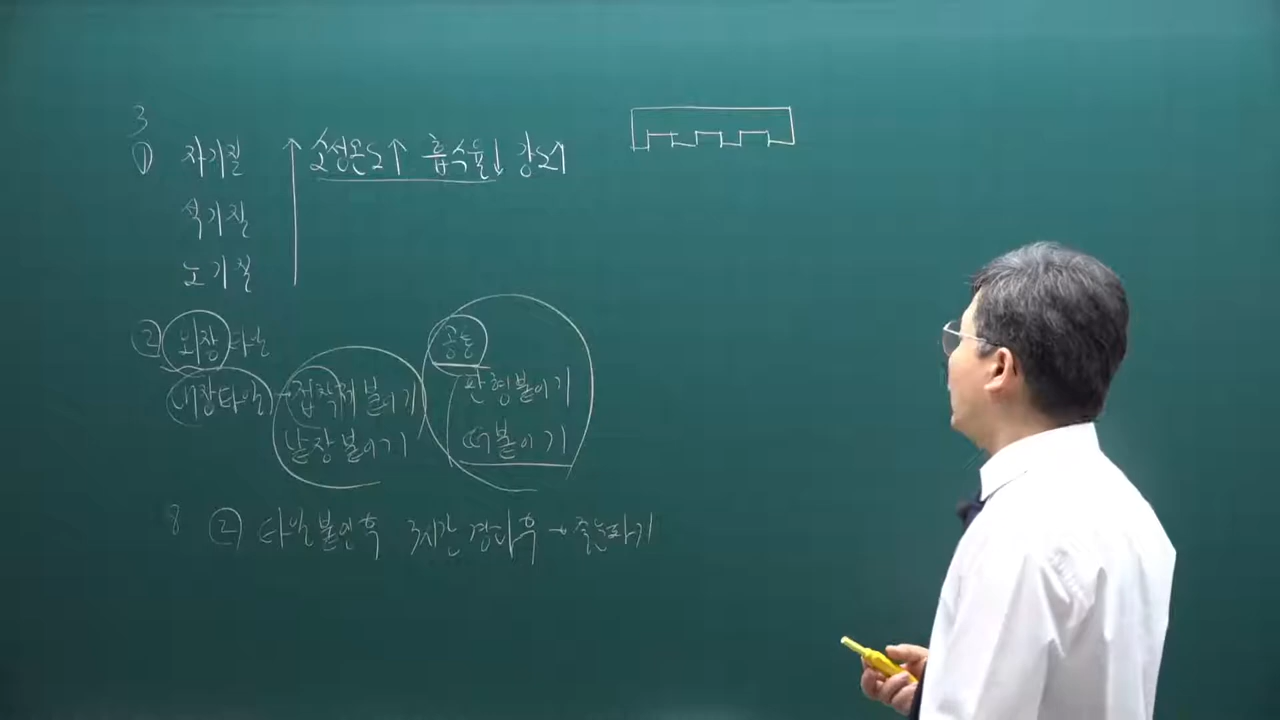 3
① 자기질 소성온도↑ 흡수율↓ 강도↑
석기질
도기질
② 외장타일 공통
내장타일 접착제붙이기 판형붙이기
낱장붙이기 떠붙이기
8 ② 타일붙인후 3시간 경과후 → 줄눈파기